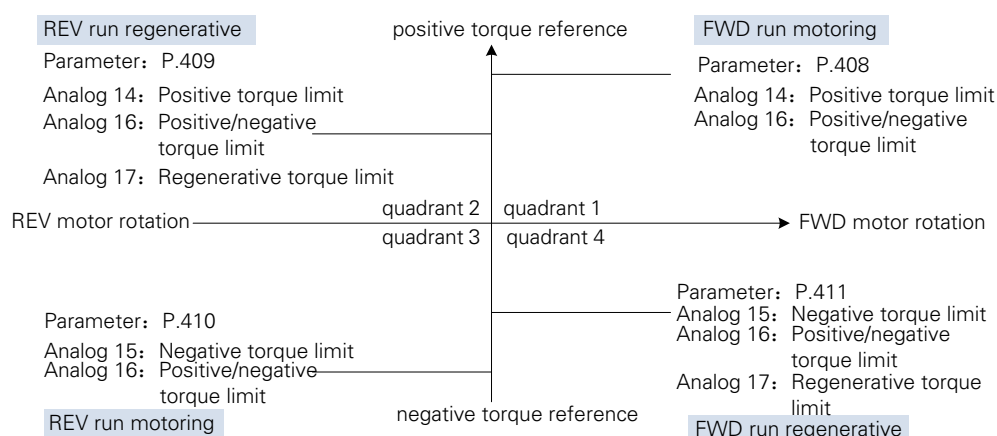 REV run regenerative
Parameter：P.409
Analog 14：Positive torque limit
Analog 16：Positive/negative
torque limit
Analog 17：Regenerative torque limit
positive torque reference
FWD run motoring
Parameter：P.408
Analog 14：Positive torque limit
Analog 16：Positive/negative
torque limit
REV motor rotation
quadrant 2
quadrant 1
quadrant 3
quadrant 4
FWD motor rotation
Parameter：P.410
Analog 15：Negative torque limit
Analog 16：Positive/negative
torque limit
REV run motoring
negative torque reference
Parameter：P.411
Analog 15：Negative torque limit
Analog 16：Positive/negative
torque limit
Analog 17：Regenerative torque
limit
FWD run regenerative